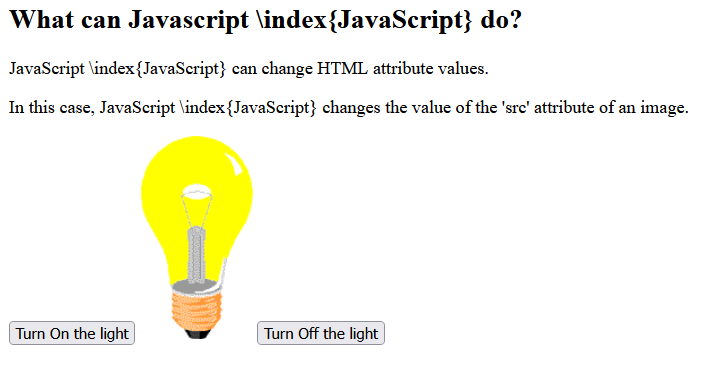 What can Javascript \index{JavaScript} do?
JavaScript \index{JavaScript} can change HTML attribute values.
In this case, JavaScript \index{JavaScript} changes the value of the 'src' attribute of an image.
Turn On the light Turn Off the light